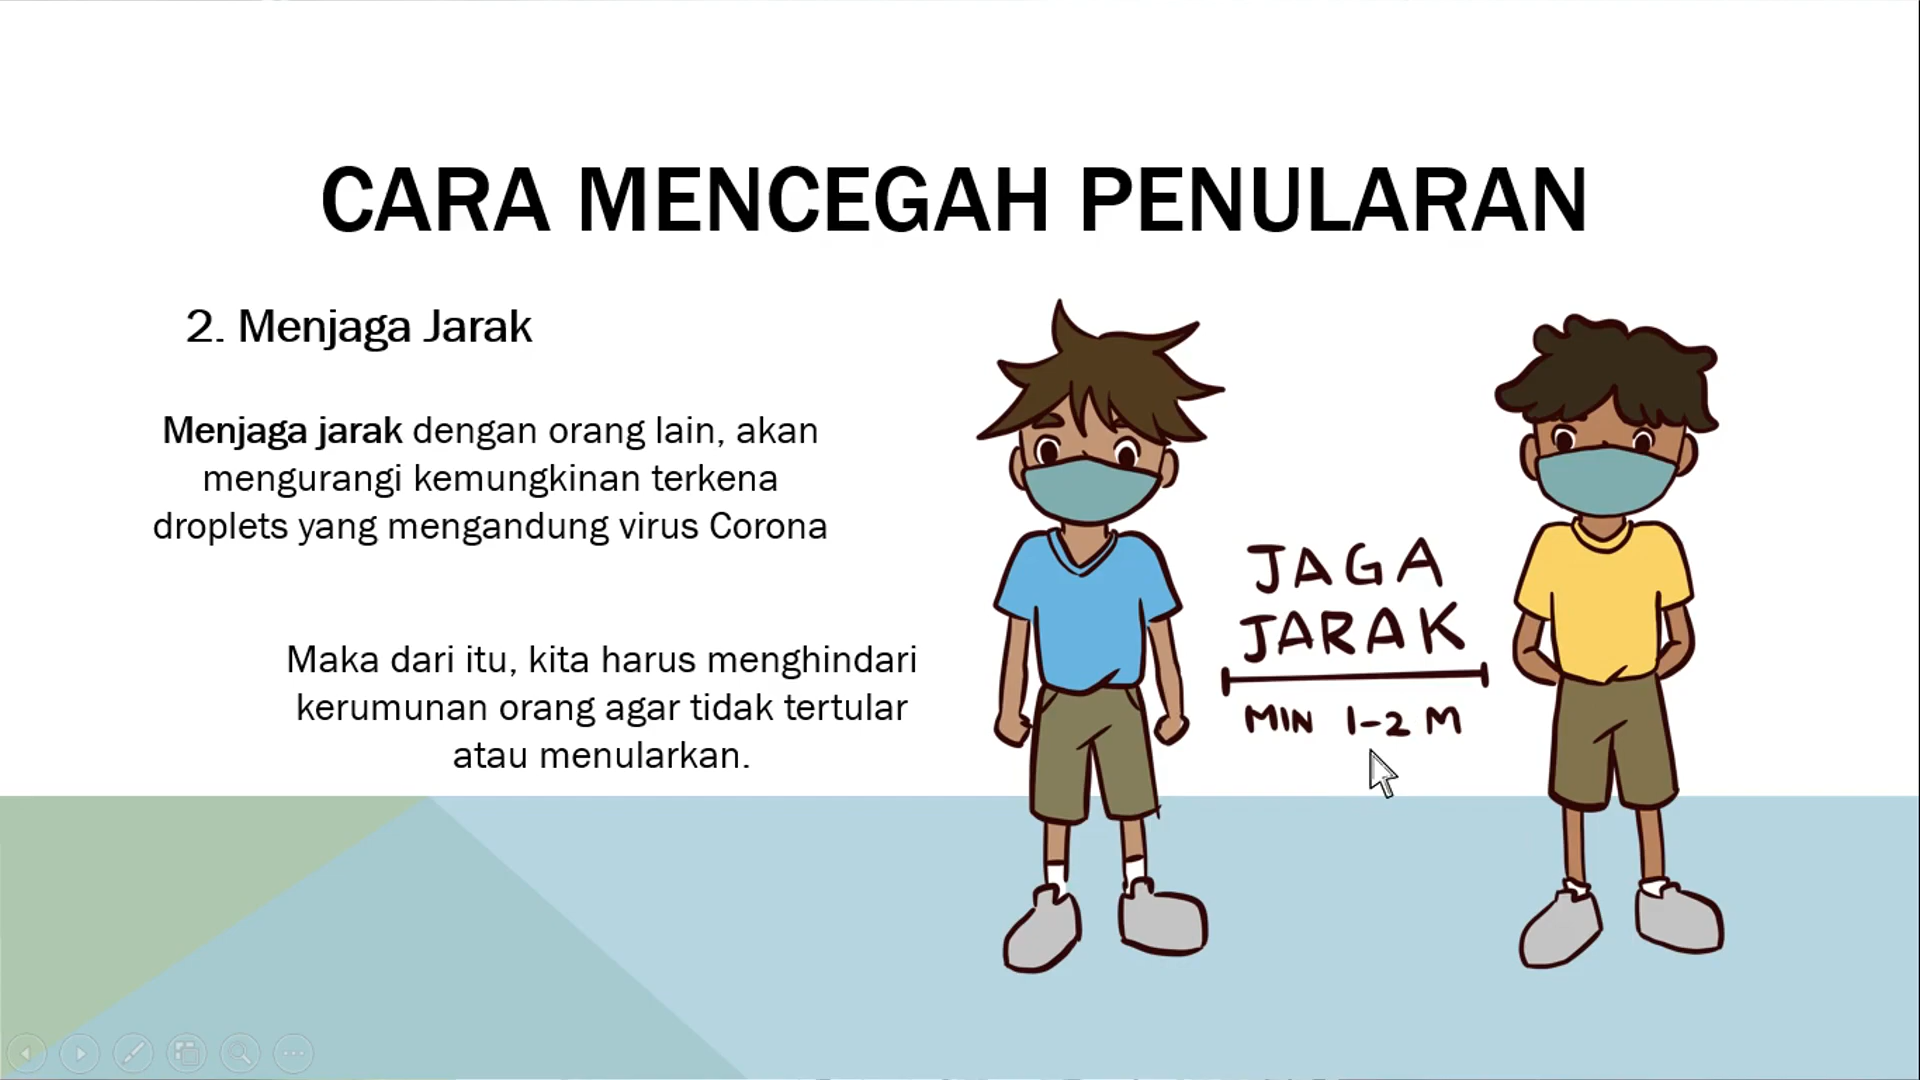 CARA MENCEGAH PENULARAN
2. Menjaga Jarak
Menjaga jarak dengan orang lain, akan
mengurangi kemungkinan terkena
droplets yang mengandung virus Corona
Maka dari itu, kita harus menghindari
kerumunan orang agar tidak tertular
atau menularkan.
JAGA
JARAK
MIN 1-2 M